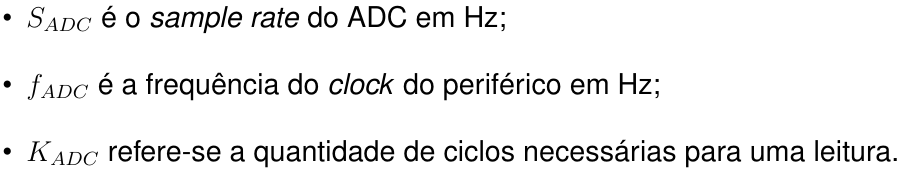 • S_ADC é o sample rate do ADC em Hz;
• f_ADC é a frequência do clock do periférico em Hz;
• K_ADC refere-se a quantidade de ciclos necessárias para uma leitura.